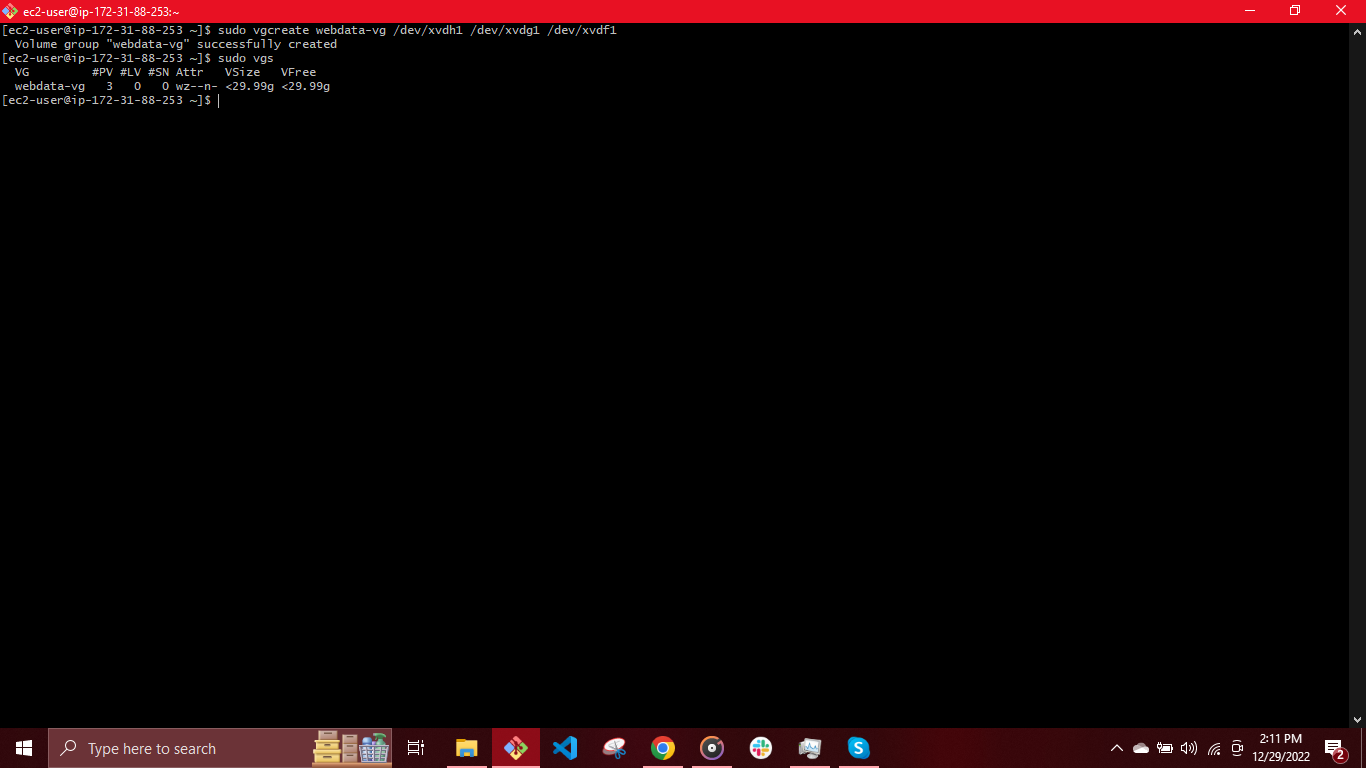 ec2-user@ip-172-31-88-253:~
[ec2-user@ip-172-31-88-253 ~]$ sudo vgcreate webdata-vg /dev/xvdh1 /dev/xvdg1 /dev/xvdf1
  Volume group "webdata-vg" successfully created
[ec2-user@ip-172-31-88-253 ~]$ sudo vgs
  VG         #PV #LV #SN Attr   VSize   VFree
  webdata-vg   3   0   0 wz--n- <29.99g <29.99g
[ec2-user@ip-172-31-88-253 ~]$
Type here to search
S
2:11 PM
12/29/2022
2